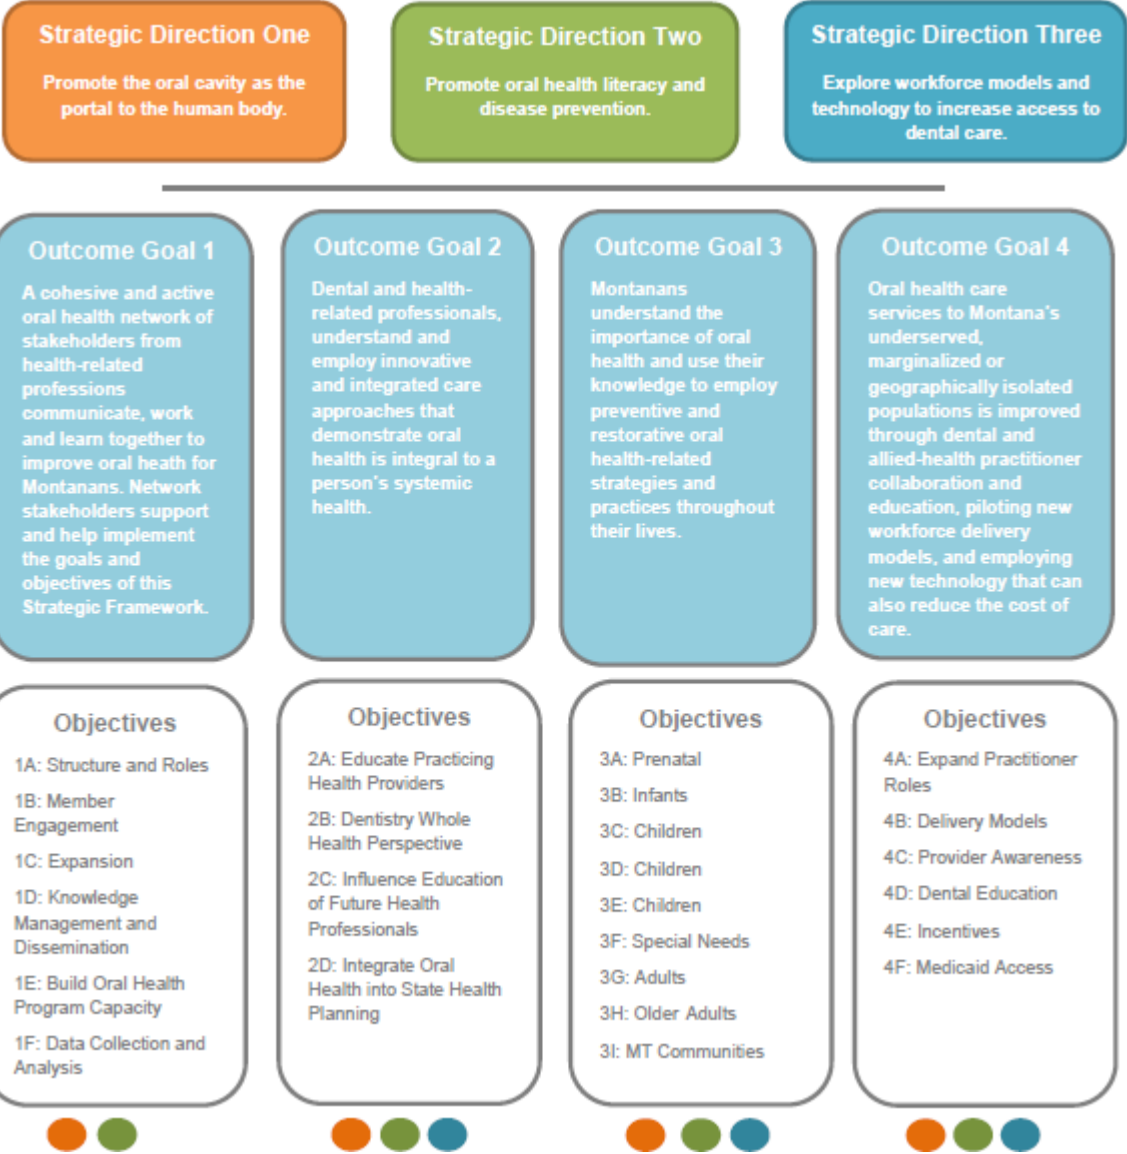 Strategic Direction One
Promote the oral cavity as the
portal to the human body.
Strategic Direction Two
Promote oral health literacy and
disease prevention.
Strategic Direction Three
Explore workforce models and
technology to increase access to
dental care.
Outcome Goal 1
A cohesive and active
oral health network of
stakeholders from
health-related
professions
communicate, work
and learn together to
improve oral heath for
Montanans. Network
stakeholders support
and help implement
the goals and
objectives of this
Strategic Framework.
Outcome Goal 2
Dental and health-
related professionals,
understand and
employ innovative
and integrated care
approaches that
demonstrate oral
health is integral to a
person's systemic
health.
Outcome Goal 3
Montanans
understand the
importance of oral
health and use their
knowledge to employ
preventive and
restorative oral
health-related
strategies and
practices throughout
their lives.
Outcome Goal 4
Oral health care
services to Montana's
underserved,
marginalized or
geographically isolated
populations is improved
through dental and
allied-health practitioner
collaboration and
education, piloting new
workforce delivery
models, and employing
new technology that can
also reduce the cost of
care.
Objectives
1A: Structure and Roles
1B: Member
Engagement
1C: Expansion
1D: Knowledge
Management and
Dissemination
1E: Build Oral Health
Program Capacity
1F: Data Collection and
Analysis
Objectives
2A: Educate Practicing
Health Providers
2B: Dentistry Whole
Health Perspective
2C: Influence Education
of Future Health
Professionals
2D: Integrate Oral
Health into State Health
Planning
Objectives
3A: Prenatal
3B: Infants
3C: Children
3D: Children
3E: Children
3F: Special Needs
3G: Adults
3H: Older Adults
3I: MT Communities
Objectives
4A: Expand Practitioner
Roles
4B: Delivery Models
4C: Provider Awareness
4D: Dental Education
4E: Incentives
4F: Medicaid Access